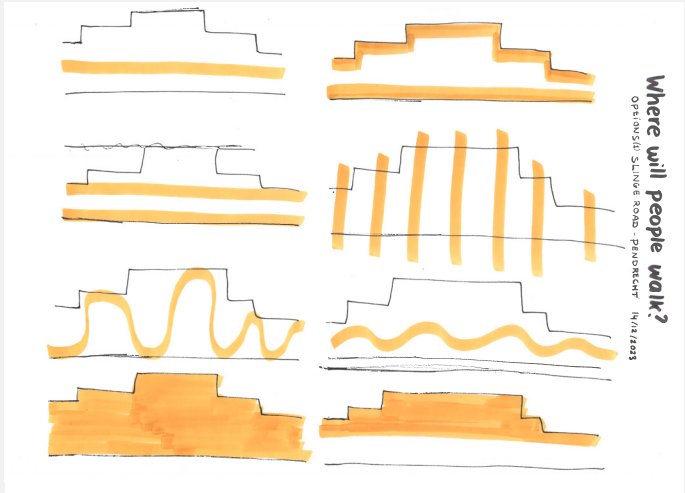 Where will people walk?
OPTIONS(1) SLINGE ROAD - PENDRECHT 14/12/2023